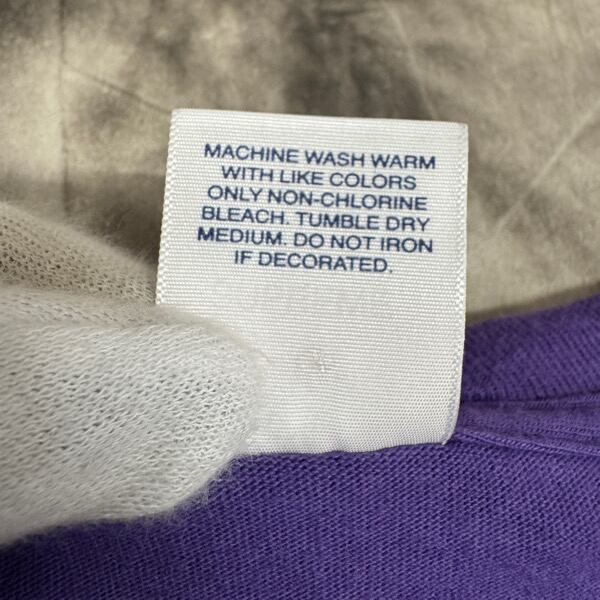 MACHINE WASH WARM
WITH LIKE COLORS
ONLY NON-CHLORINE
BLEACH. TUMBLE DRY
MEDIUM. DO NOT IRON
IF DECORATED.